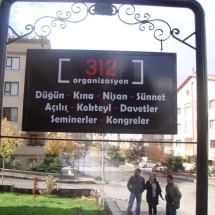 [ 312 ]
organizasyon
Düğün - Kına - Nişan - Sünnet
Açılış - Kokteyl - Davetler
Seminerler - Kongreler